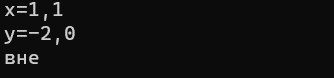 x=1,1
y=-2,0
вне